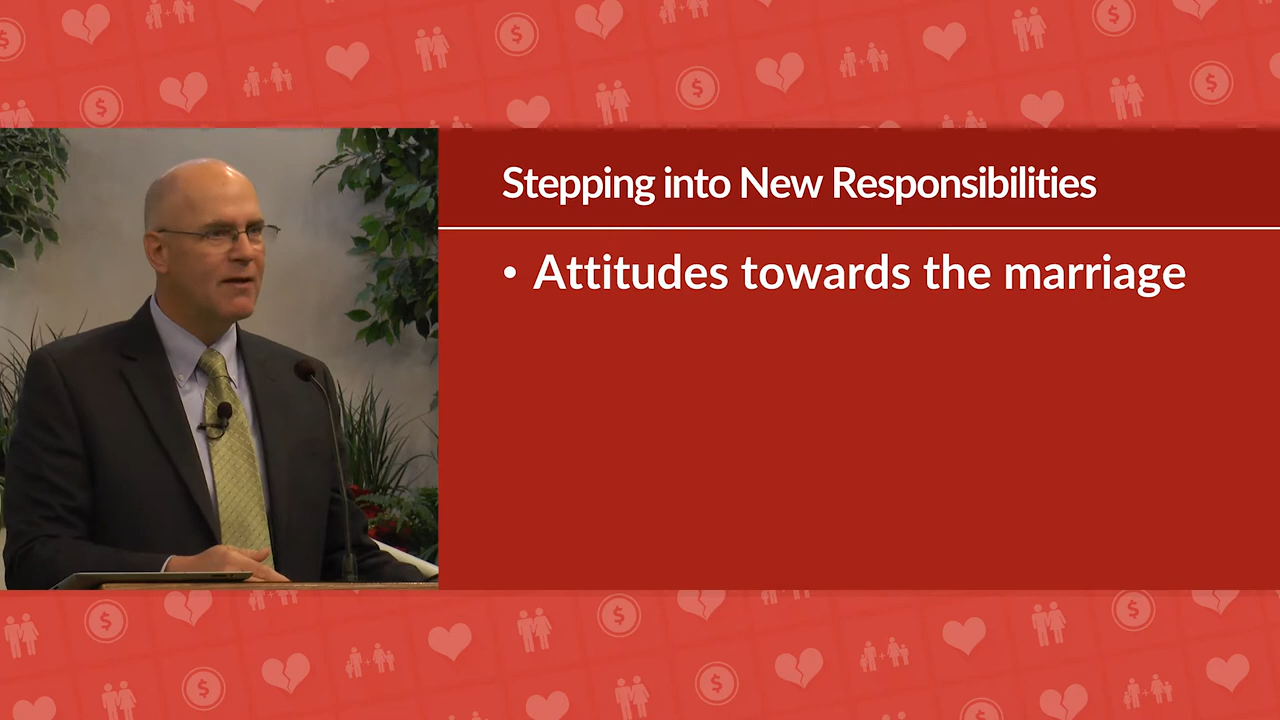 Stepping into New Responsibilities
• Attitudes towards the marriage